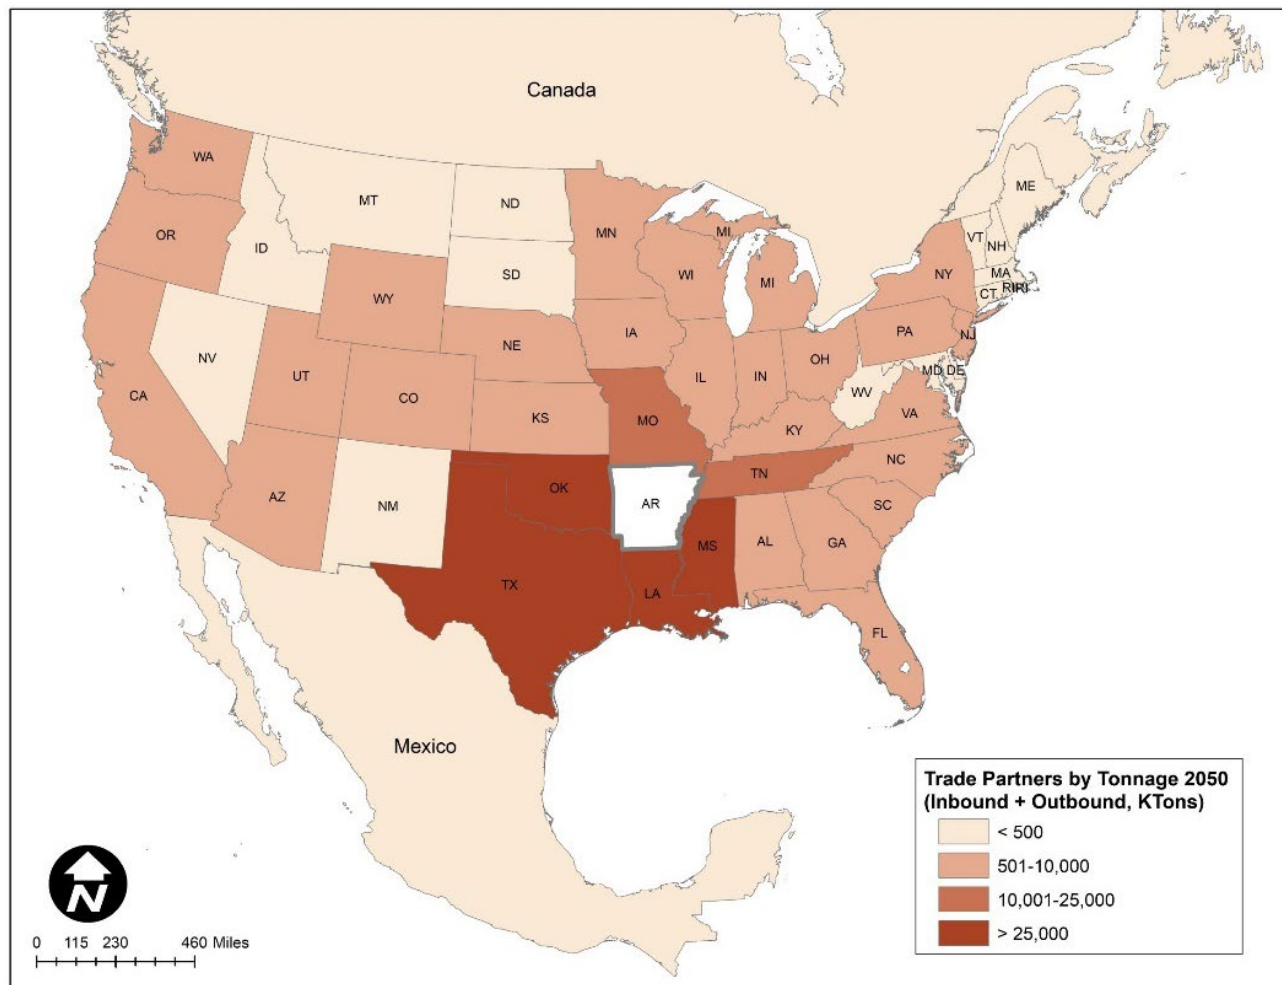 Canada
WA
MT
ND
ME
OR
ID
MN
MI
VT
NH
SD
WI
NY
MA
WY
MI
CT
RI
RI
IA
NE
PA
NJ
NV
UT
OH
IL
IN
MD
DE
CA
CO
WV
KS
MO
VA
KY
NC
TN
AZ
OK
NM
AR
SC
MS
AL
GA
TX
LA
FL
Mexico
Trade Partners by Tonnage 2050
(Inbound + Outbound, KTons)
< 500
501-10,000
10,001-25,000
> 25,000
N
0 115 230 460 Miles